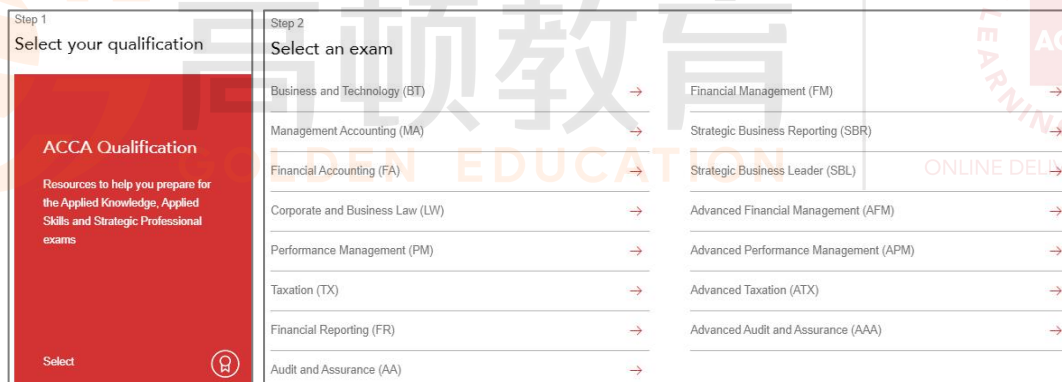 Step 1
Select your qualification
ACCA Qualification
Resources to help you prepare for
the Applied Knowledge, Applied
Skills and Strategic Professional
exams
Select
Step 2
Select an exam
Business and Technology (BT)
Management Accounting (MA)
Financial Accounting (FA)
Corporate and Business Law (LW)
Performance Management (PM)
Taxation (TX)
Financial Reporting (FR)
Audit and Assurance (AA)
Financial Management (FM)
Strategic Business Reporting (SBR)
Strategic Business Leader (SBL)
Advanced Financial Management (AFM)
Advanced Performance Management (APM)
Advanced Taxation (ATX)
Advanced Audit and Assurance (AAA)
高顿教育
GOLDEN EDUCATION
LEARNING
ONLINE